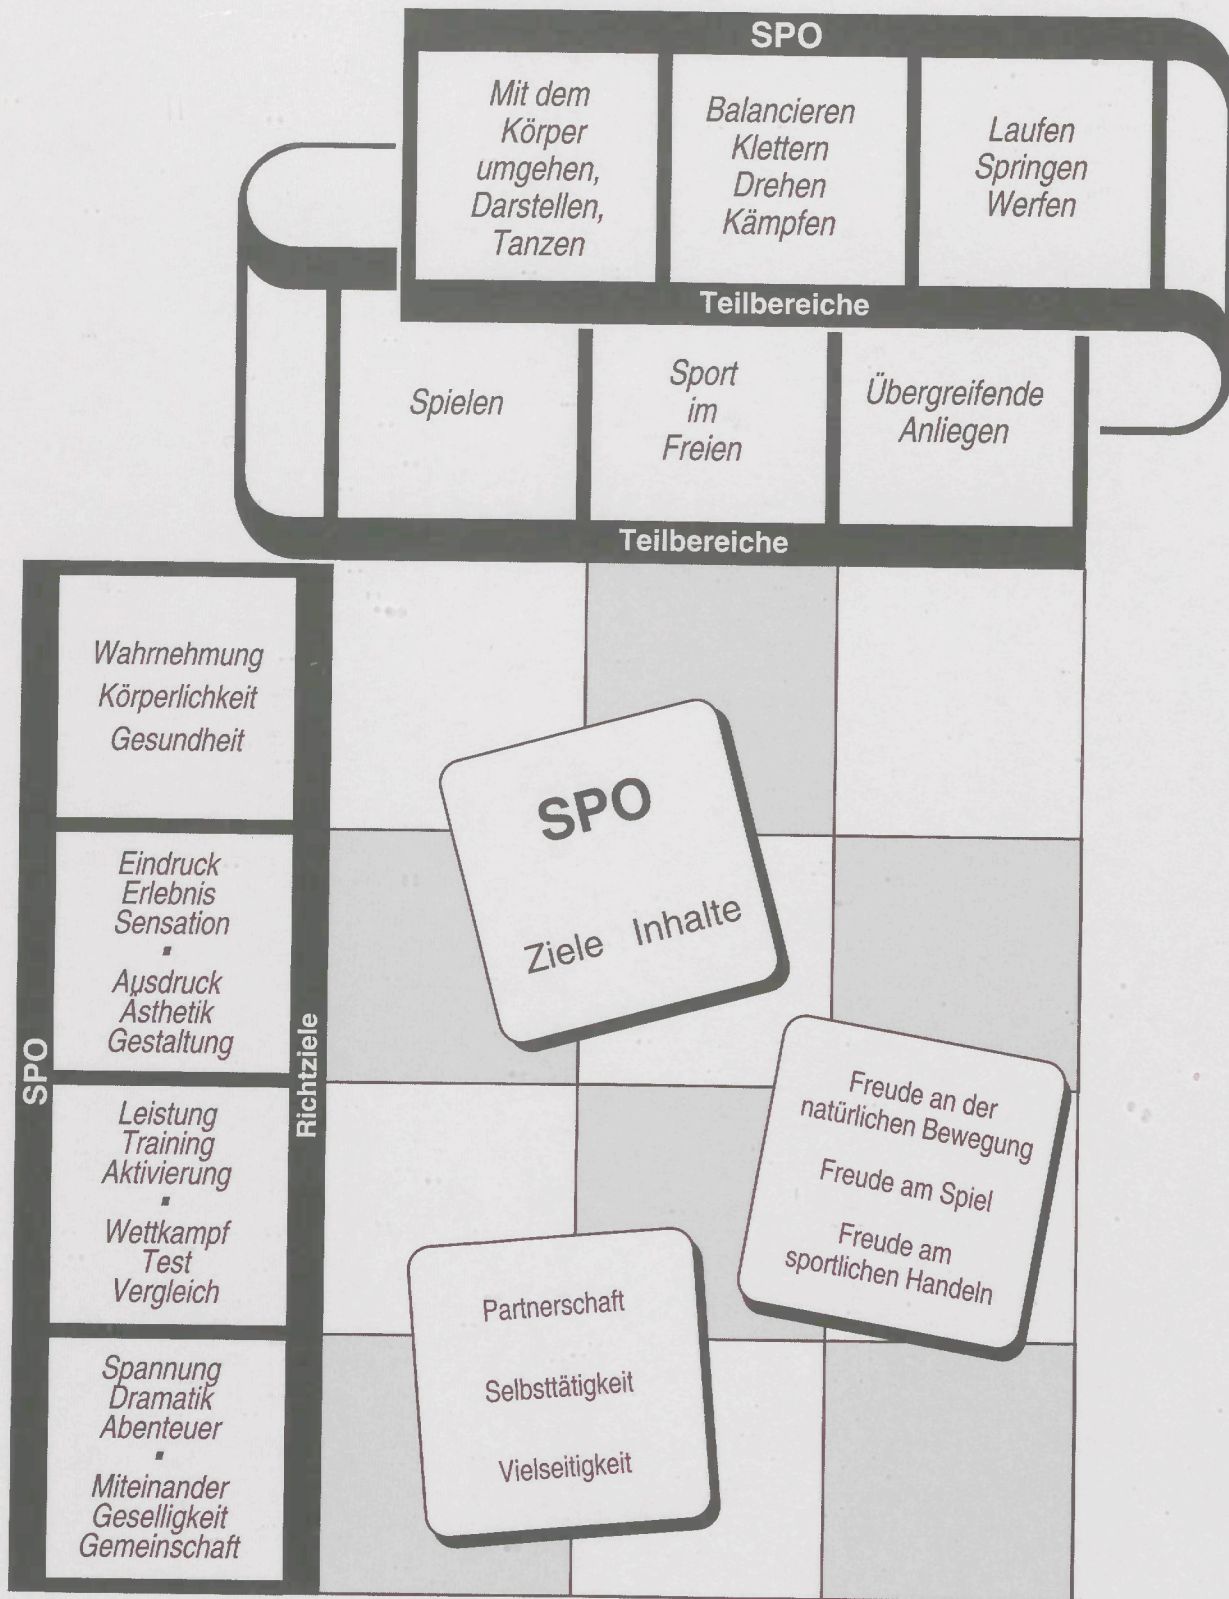 SPO
Mit dem
Körper
umgehen,
Darstellen,
Tanzen
Balancieren
Klettern
Drehen
Kämpfen
Laufen
Springen
Werfen
Teilbereiche
Spielen
Sport
im
Freien
Übergreifende
Anliegen
Teilbereiche
SPO
Richtziele
Wahrnehmung
Körperlichkeit
Gesundheit
Eindruck
Erlebnis
Sensation
Ausdruck
Ästhetik
Gestaltung
Leistung
Training
Aktivierung
Wettkampf
Test
Vergleich
Spannung
Dramatik
Abenteuer
Miteinander
Geselligkeit
Gemeinschaft
SPO
Ziele Inhalte
Freude an der
natürlichen Bewegung
Freude am Spiel
Freude am
sportlichen Handeln
Partnerschaft
Selbsttätigkeit
Vielseitigkeit